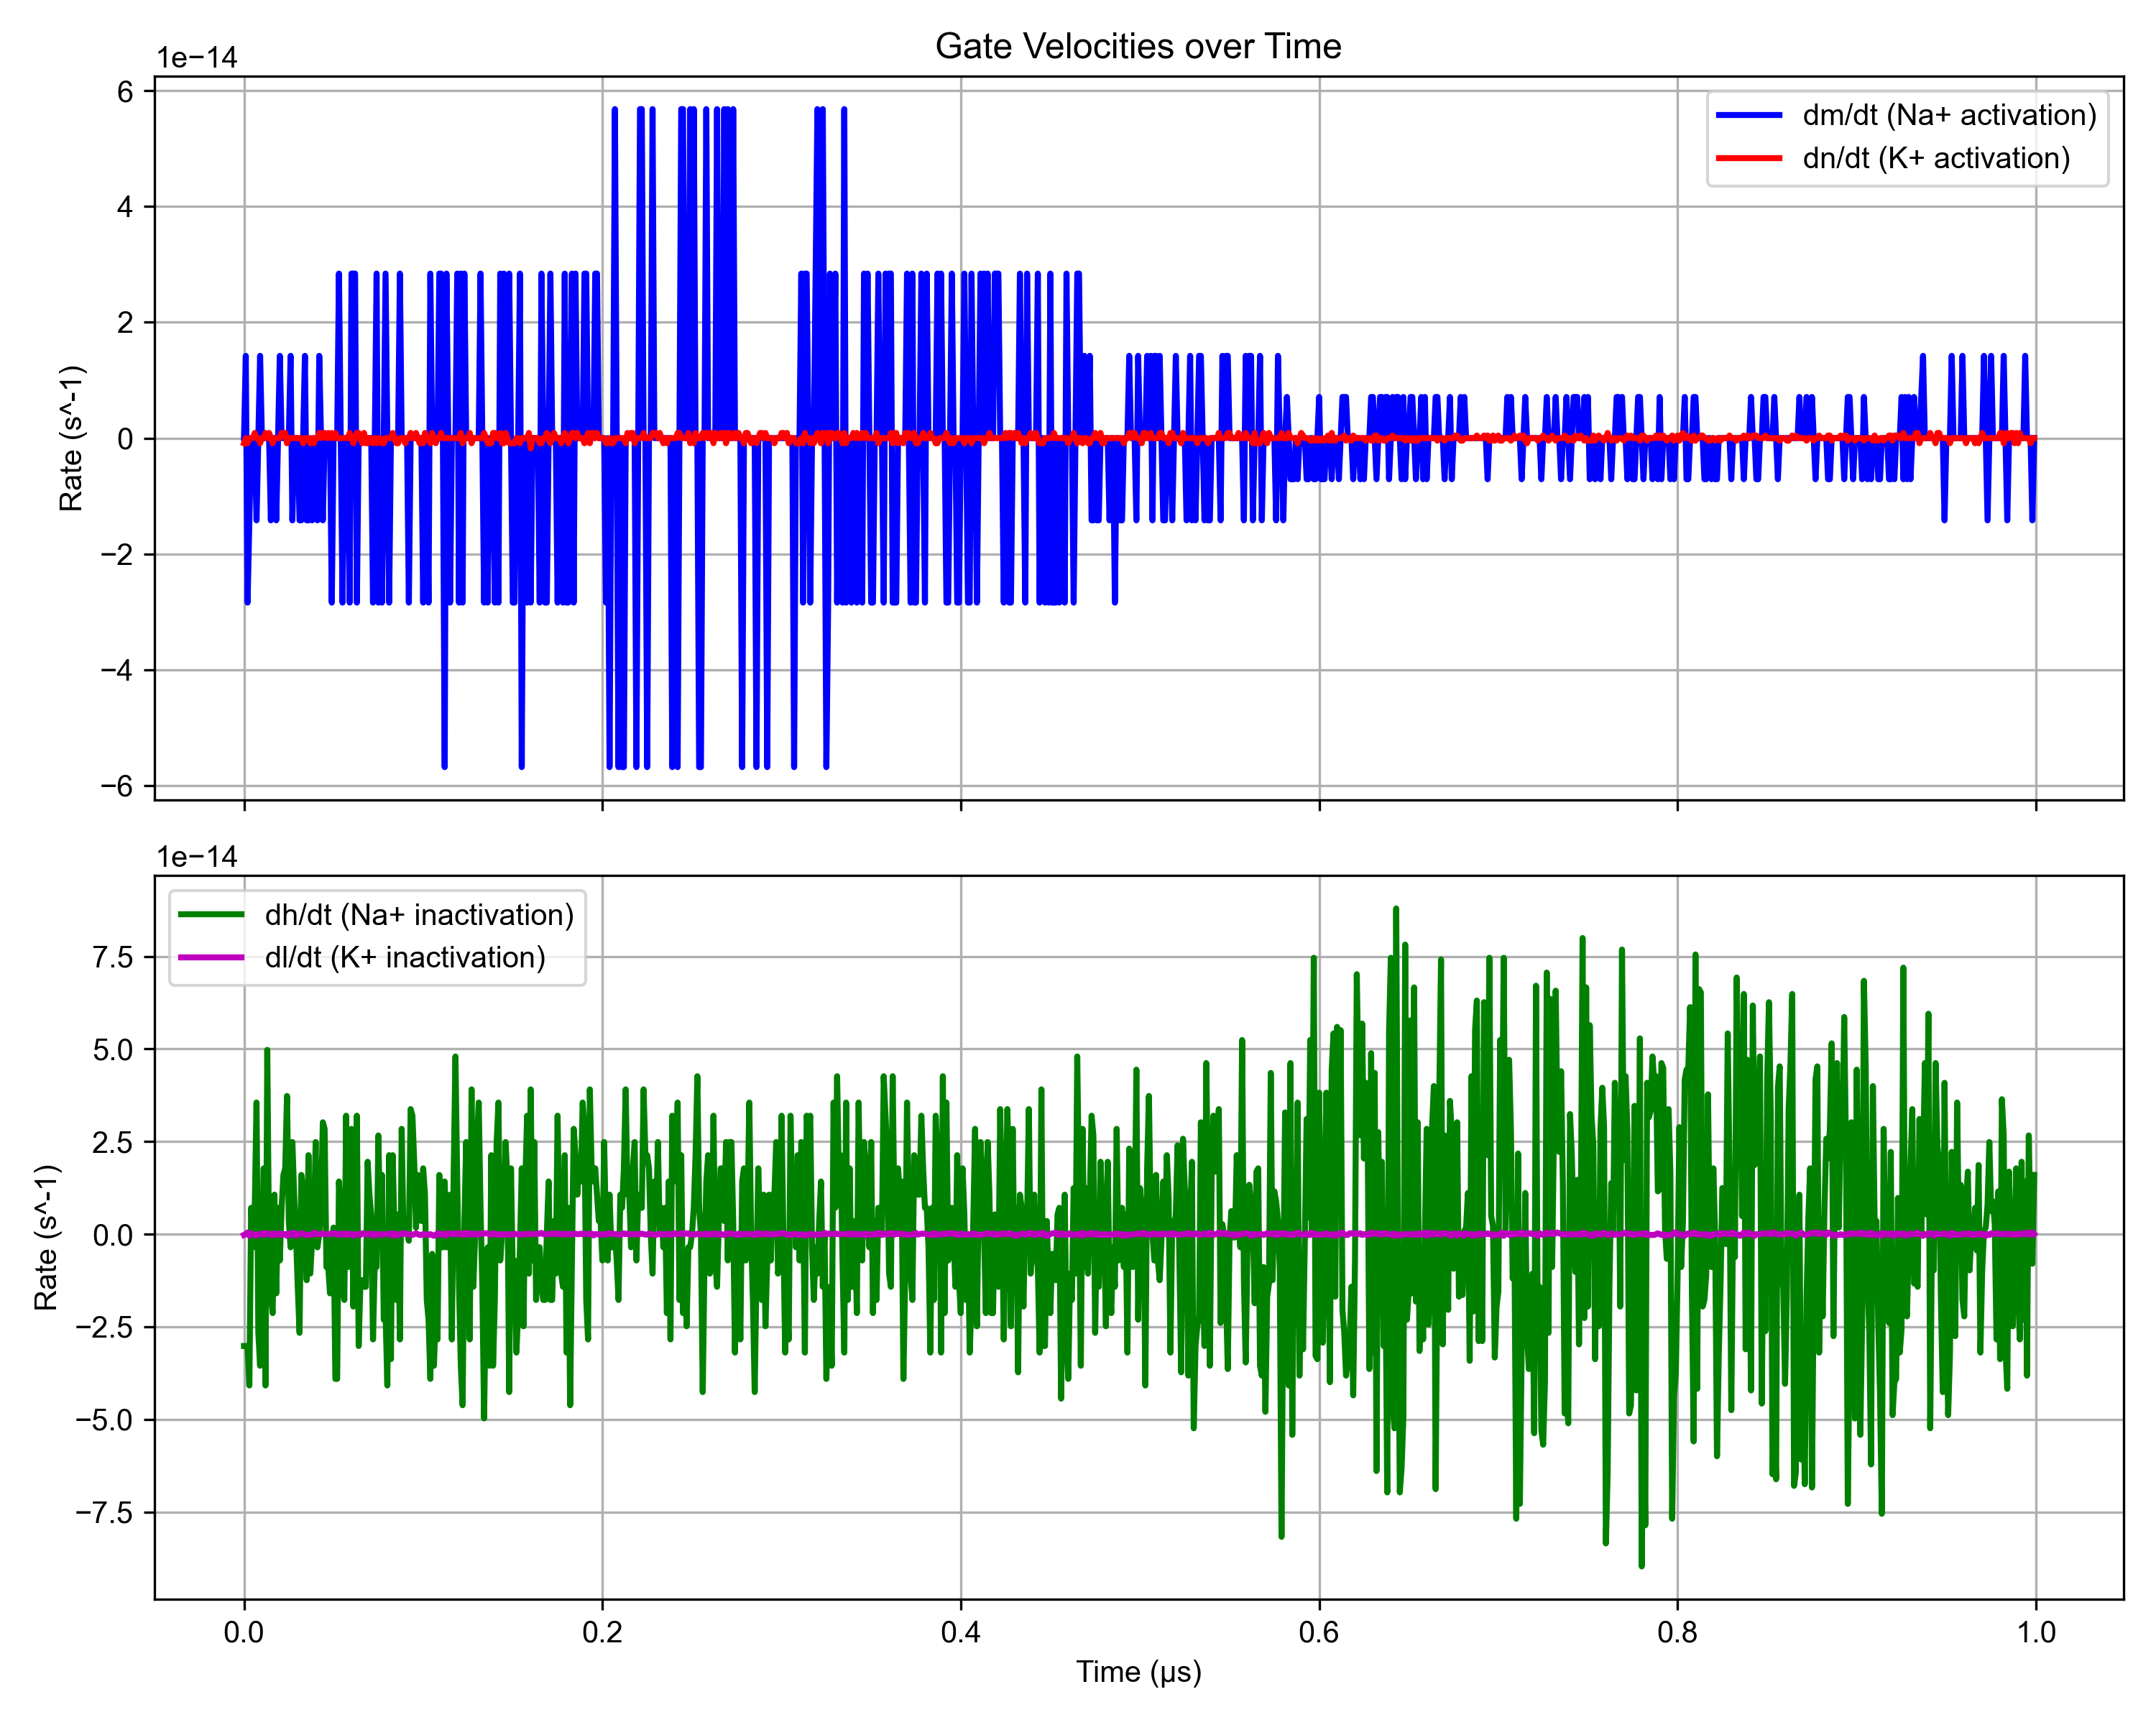 Gate Velocities over Time
1e−14
6
4
2
0
−2
−4
−6
Rate (s^-1)
dm/dt (Na+ activation)
dn/dt (K+ activation)
1e−14
7.5
5.0
2.5
0.0
−2.5
−5.0
−7.5
Rate (s^-1)
dh/dt (Na+ inactivation)
dl/dt (K+ inactivation)
0.0 0.2 0.4 0.6 0.8 1.0
Time (μs)